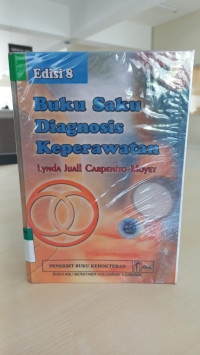 Edisi 8
Buku Saku
Diagnosis
Keperawatan
Lynda Juall Carpenito-Moyet
PENERBIT BUKU KEDOKTERAN